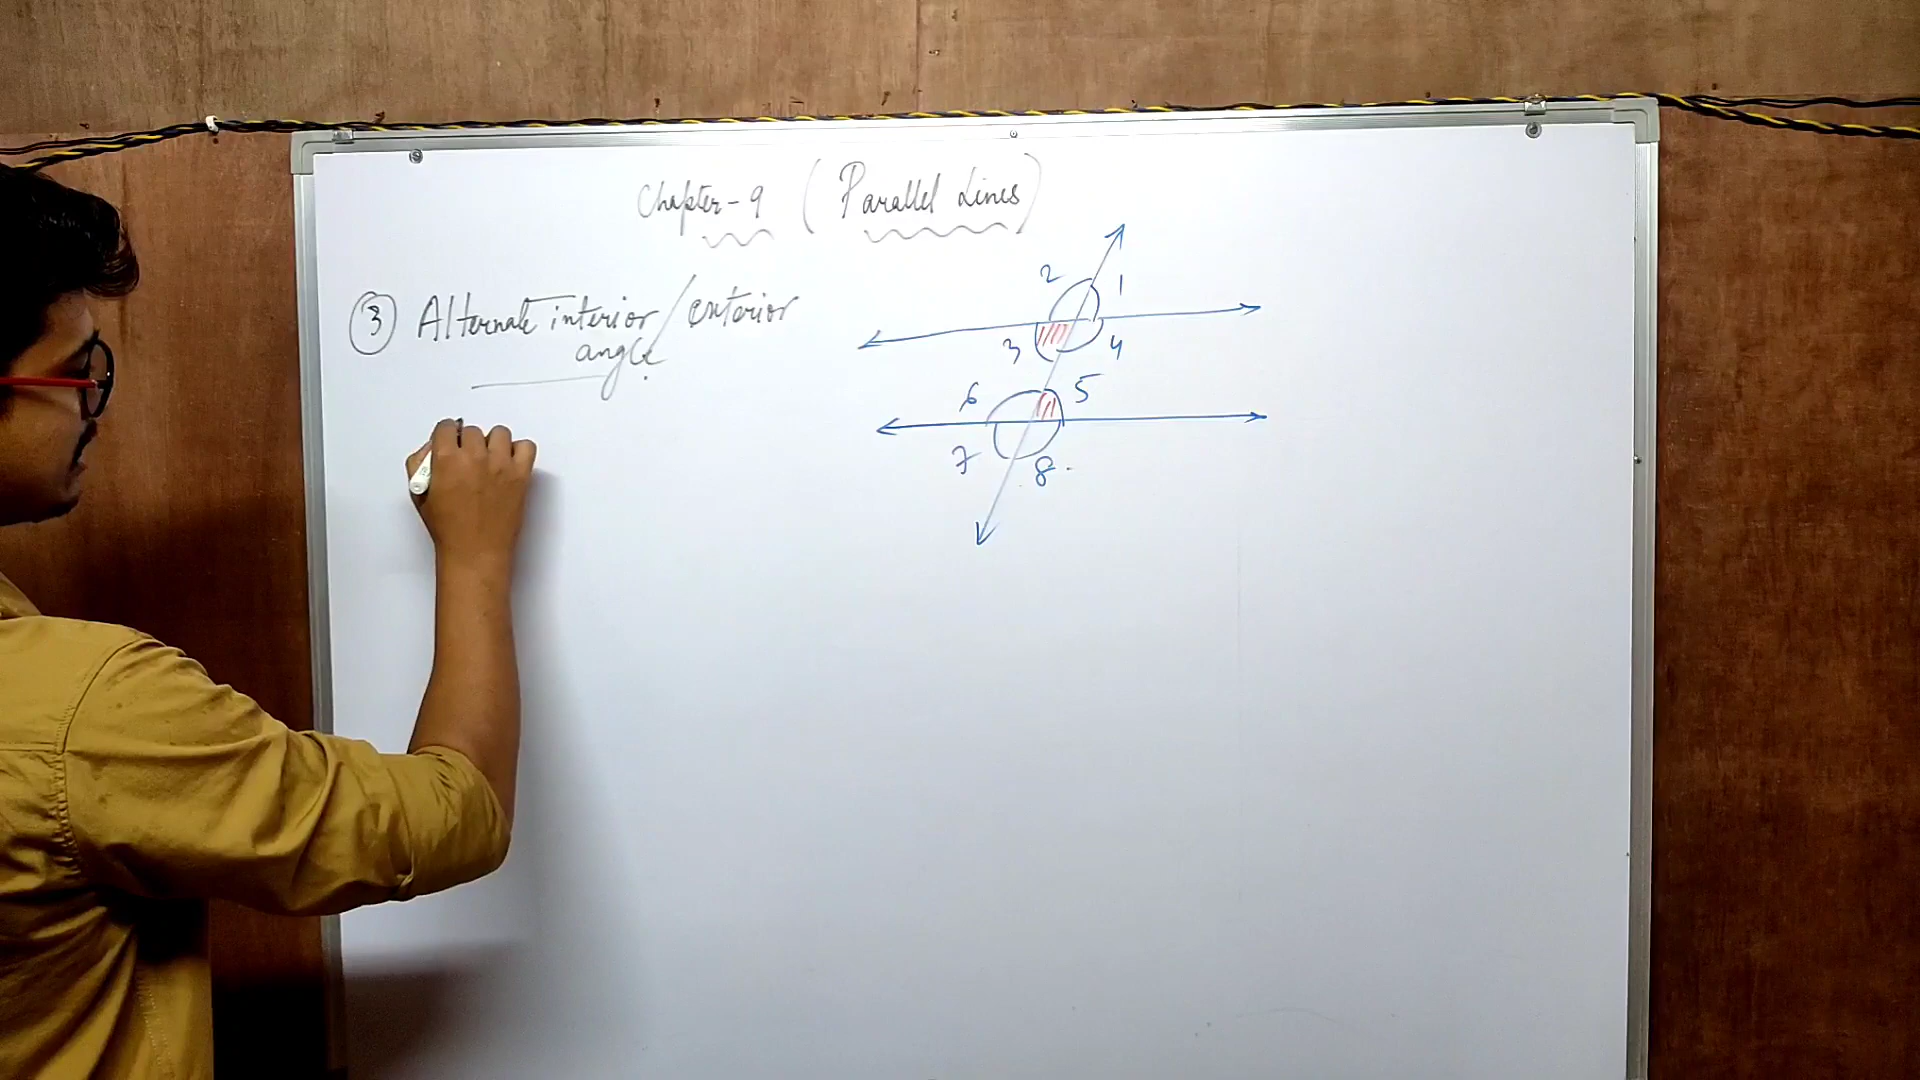 Chapter-9 (Parallel Lines)
③ Alternate interior/exterior
angle.
2 1
3 4
6 5
7 8.